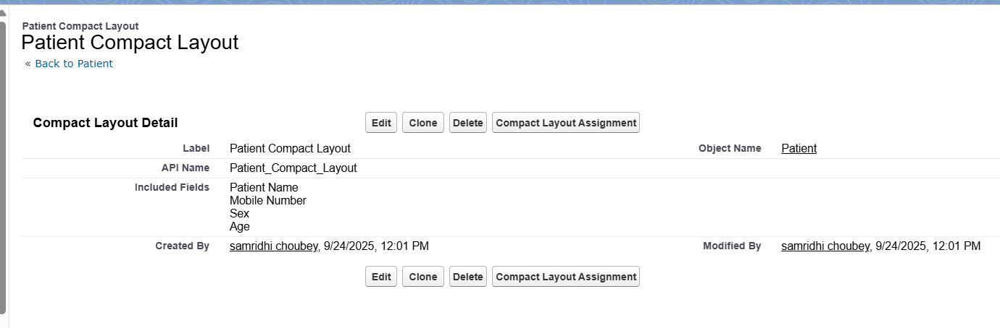 Patient Compact Layout
Patient Compact Layout
« Back to Patient
Compact Layout Detail
Edit Clone Delete Compact Layout Assignment
Label Patient Compact Layout Object Name Patient
API Name Patient_Compact_Layout
Included Fields Patient Name
Mobile Number
Sex
Age
Created By samridhi choubey, 9/24/2025, 12:01 PM Modified By samridhi choubey, 9/24/2025, 12:01 PM
Edit Clone Delete Compact Layout Assignment